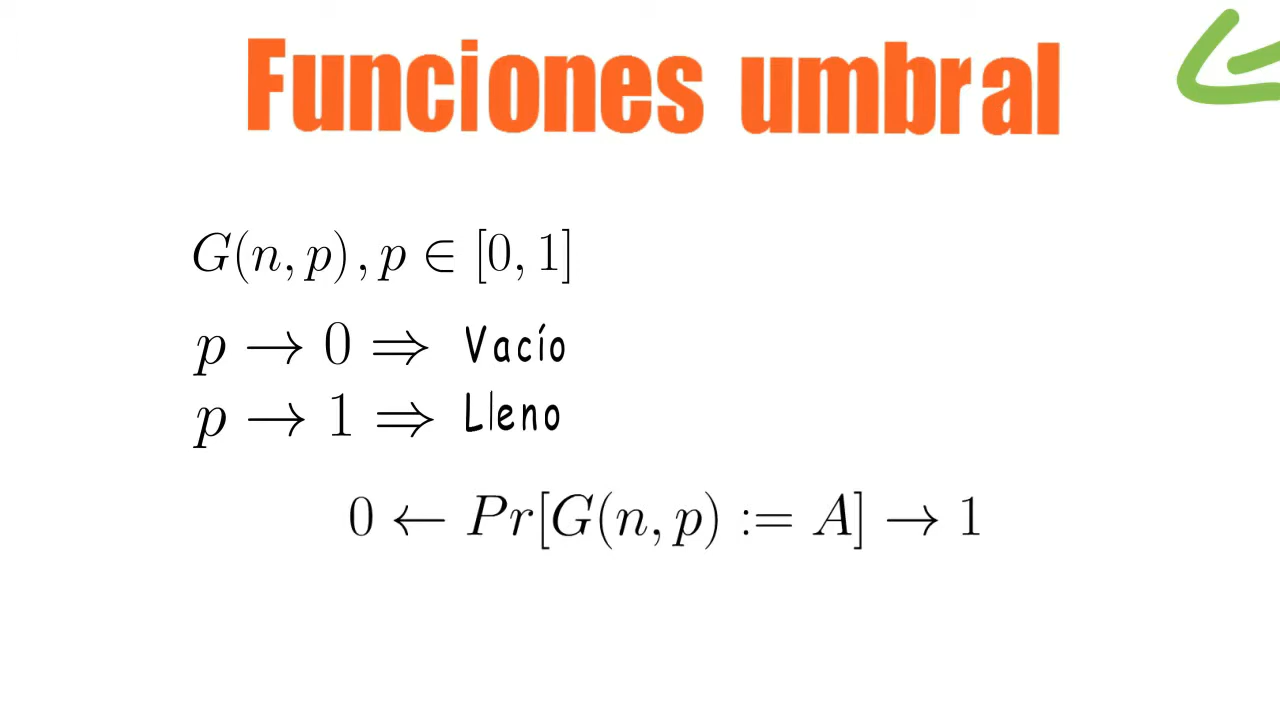 Funciones umbral
G(n, p), p ∈ [0, 1]
p → 0 ⇒ Vacío
p → 1 ⇒ Lleno
0 ← Pr[G(n, p) := A] → 1